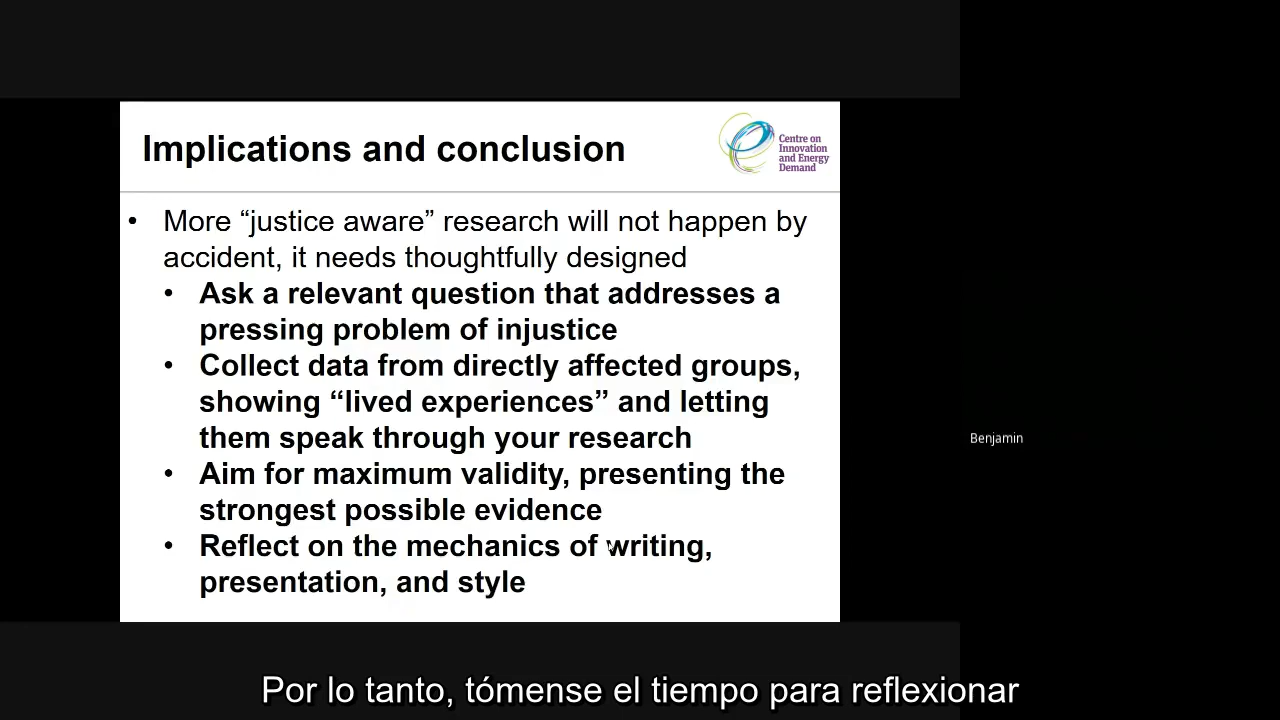 Implications and conclusion
Centre on
Innovation
and Energy
Demand
• More “justice aware” research will not happen by
accident, it needs thoughtfully designed
• Ask a relevant question that addresses a
pressing problem of injustice
• Collect data from directly affected groups,
showing “lived experiences” and letting
them speak through your research
• Aim for maximum validity, presenting the
strongest possible evidence
• Reflect on the mechanics of writing,
presentation, and style
Benjamin
Por lo tanto, tómense el tiempo para reflexionar